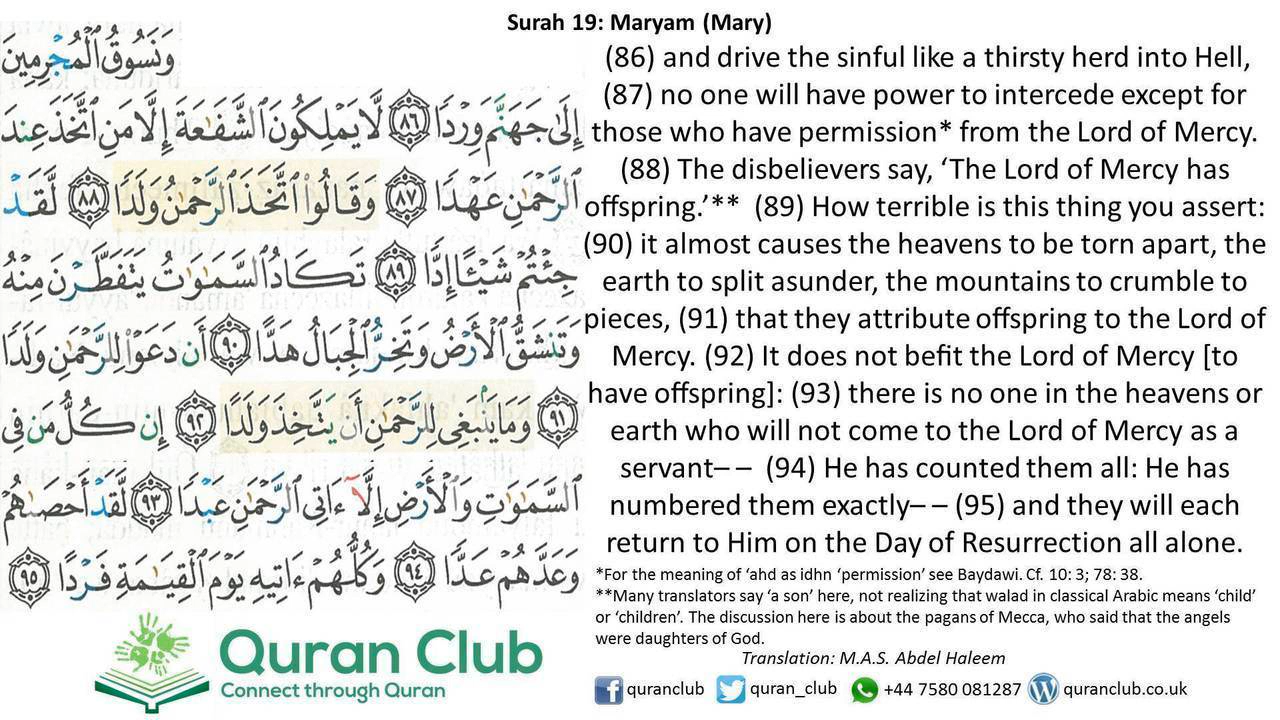 Surah 19: Maryam (Mary)
وَنَسُوقُ ٱلْمُجْرِمِينَ
إِلَىٰ جَهَنَّمَ وِرْدًا ٨٦ لَّا يَمْلِكُونَ ٱلشَّفَـٰعَةَ إِلَّا مَنِ ٱتَّخَذَ عِندَ
ٱلرَّحْمَـٰنِ عَهْدًا ٨٧ وَقَالُوا۟ ٱتَّخَذَ ٱلرَّحْمَـٰنُ وَلَدًا ٨٨ لَّقَدْ
جِئْتُمْ شَيْـًٔا إِدًّا ٨٩ تَكَادُ ٱلسَّمَـٰوَٰتُ يَتَفَطَّرْنَ مِنْهُ
وَتَنشَقُّ ٱلْأَرْضُ وَتَخِرُّ ٱلْجِبَالُ هَدًّا ٩٠ أَن دَعَوْا۟ لِلرَّحْمَـٰنِ وَلَدًا
٩١ وَمَا يَنۢبَغِى لِلرَّحْمَـٰنِ أَن يَتَّخِذَ وَلَدًا ٩٢ إِن كُلُّ مَن فِى
ٱلسَّمَـٰوَٰتِ وَٱلْأَرْضِ إِلَّآ ءَاتِى ٱلرَّحْمَـٰنِ عَبْدًا ٩٣ لَّقَدْ أَحْصَىٰهُمْ
وَعَدَّهُمْ عَدًّا ٩٤ وَكُلُّهُمْ ءَاتِيهِ يَوْمَ ٱلْقِيَـٰمَةِ فَرْدًا ٩٥
(86) and drive the sinful like a thirsty herd into Hell,
(87) no one will have power to intercede except for
those who have permission* from the Lord of Mercy.
(88) The disbelievers say, ‘The Lord of Mercy has
offspring.’** (89) How terrible is this thing you assert:
(90) it almost causes the heavens to be torn apart, the
earth to split asunder, the mountains to crumble to
pieces, (91) that they attribute offspring to the Lord of
Mercy. (92) It does not befit the Lord of Mercy [to
have offspring]: (93) there is no one in the heavens or
earth who will not come to the Lord of Mercy as a
servant– – (94) He has counted them all: He has
numbered them exactly– – (95) and they will each
return to Him on the Day of Resurrection all alone.
*For the meaning of ‘ahd as idhn ‘permission’ see Baydawi. Cf. 10: 3; 78: 38.
**Many translators say ‘a son’ here, not realizing that walad in classical Arabic means ‘child’
or ‘children’. The discussion here is about the pagans of Mecca, who said that the angels
were daughters of God.
Translation: M.A.S. Abdel Haleem
Quran Club
Connect through Quran
quranclub quran_club +44 7580 081287 quranclub.co.uk